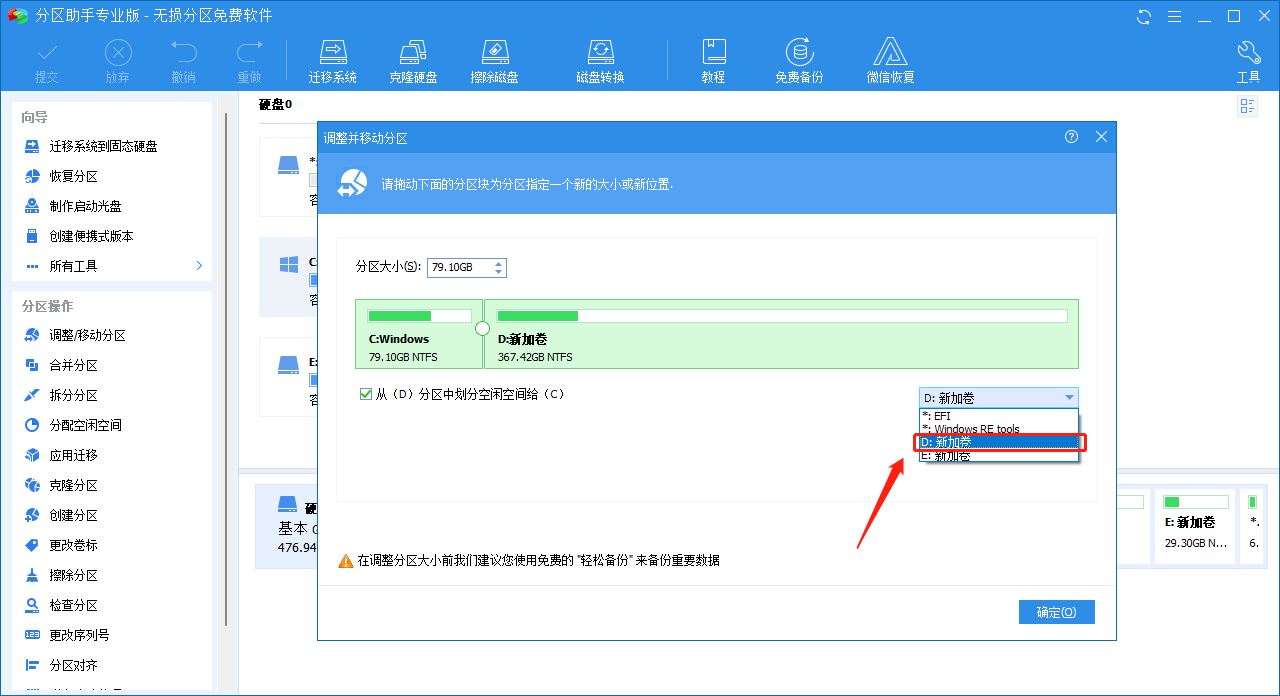 分区助手专业版 - 无损分区免费软件
提交
放弃
撤销
重做
迁移系统
克隆硬盘
擦除磁盘
磁盘转换
教程
免费备份
微信恢复
工具
向导
迁移系统到固态硬盘
恢复分区
制作启动光盘
创建便携式版本
所有工具
分区操作
调整/移动分区
合并分区
拆分分区
分配空闲空间
应用迁移
克隆分区
创建分区
更改卷标
擦除分区
检查分区
更改序列号
分区对齐
硬盘0
*
容
C:
容
E:
容
调整并移动分区
请拖动下面的分区块为分区指定一个新的大小或新位置.
分区大小(S):
79.10GB
C:Windows
79.10GB NTFS
D:新加卷
367.42GB NTFS
从（D）分区中划分空闲空间给（C）
D: 新加卷
*: EFI
*: Windows RE tools
D: 新加卷
E: 新加卷
在调整分区大小前我们建议您使用免费的 "轻松备份" 来备份重要数据
确定(O)
硬
基本
476.94
E: 新加卷
29.30GB N...
*.
6.